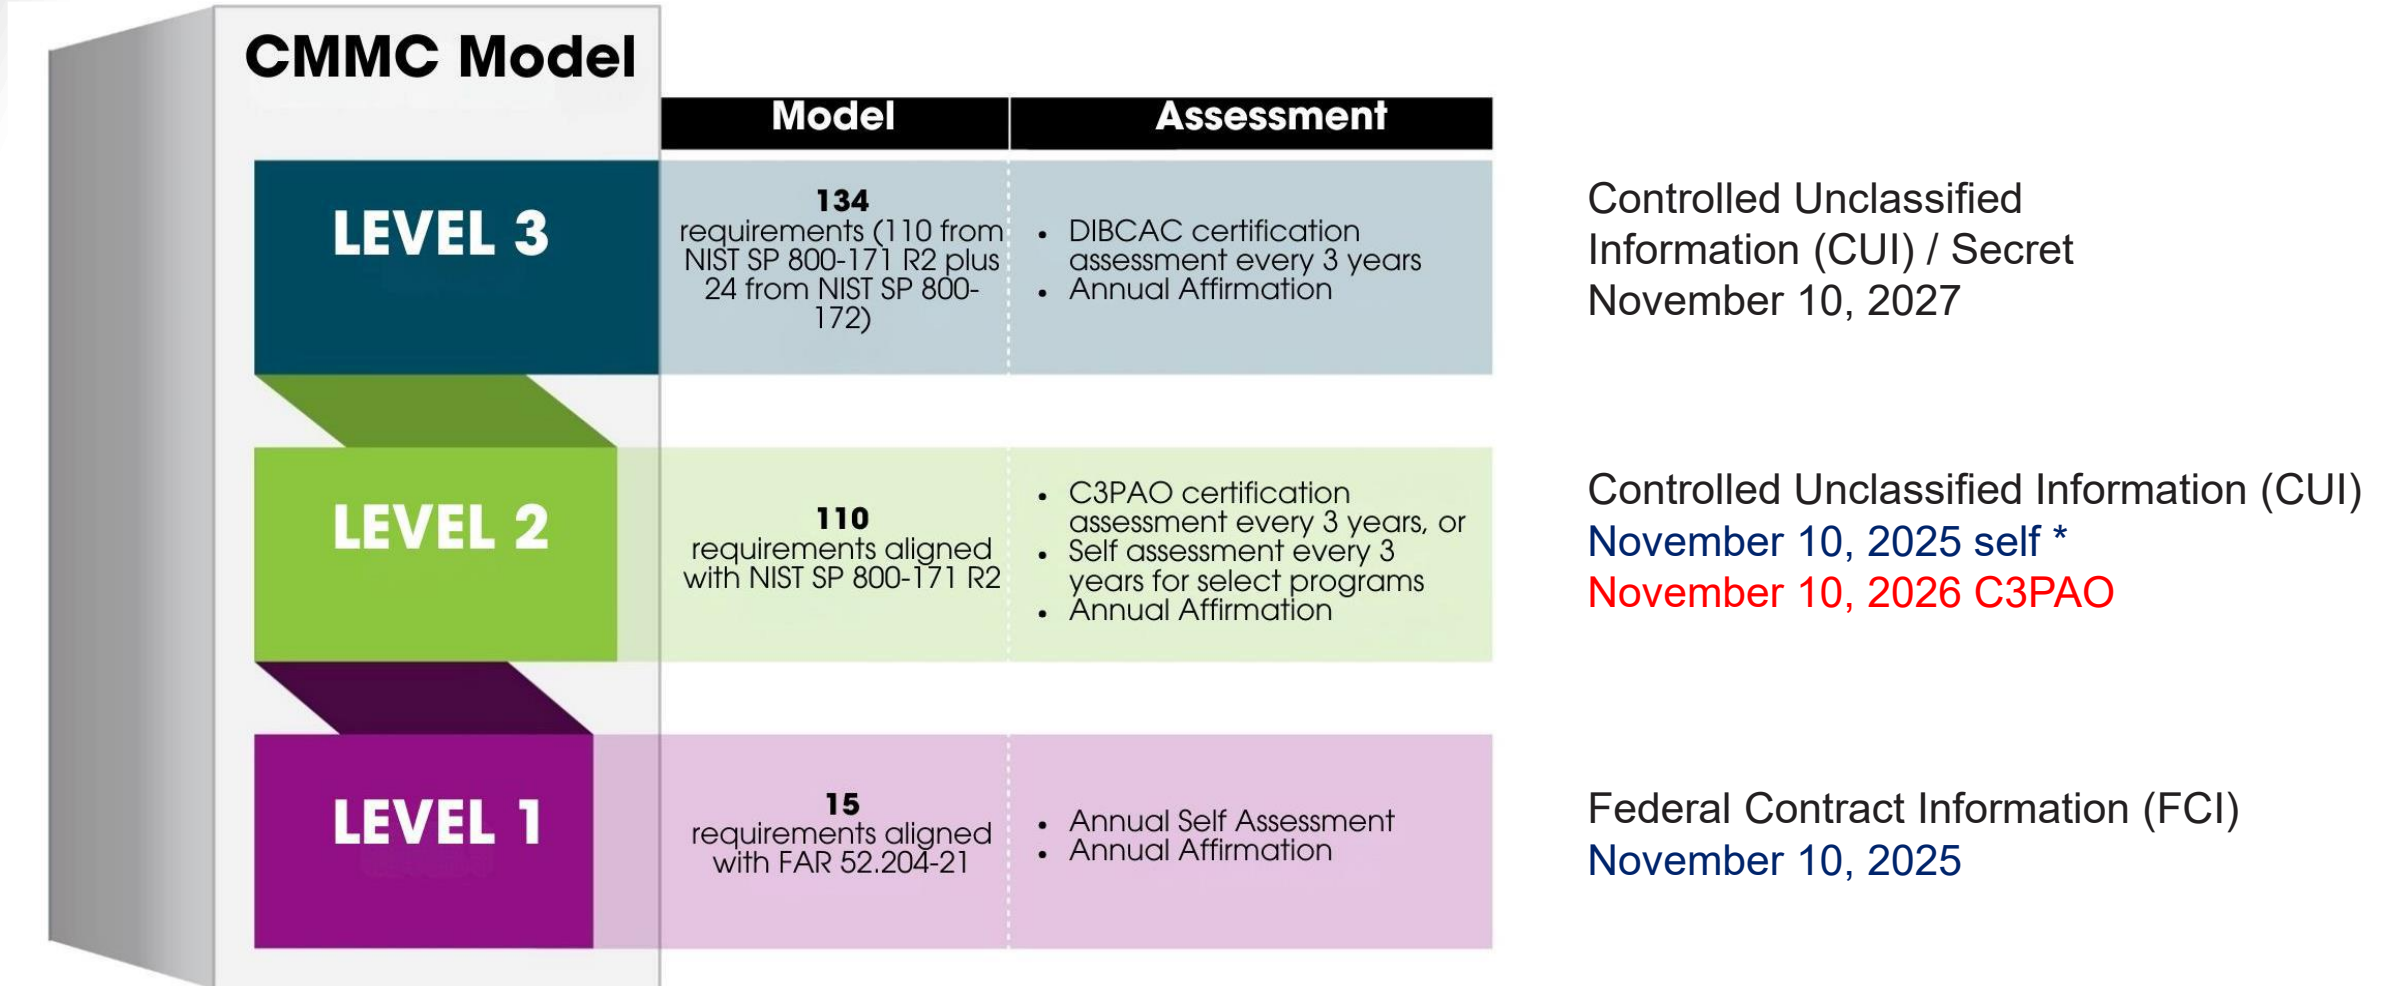 CMMC Model
Model
Assessment
LEVEL 3
134
requirements (110 from
NIST SP 800-171 R2 plus
24 from NIST SP 800-
172)
• DIBCAC certification
assessment every 3 years
• Annual Affirmation
Controlled Unclassified
Information (CUI) / Secret
November 10, 2027
LEVEL 2
110
requirements aligned
with NIST SP 800-171 R2
• C3PAO certification
assessment every 3 years, or
• Self assessment every 3
years for select programs
• Annual Affirmation
Controlled Unclassified Information (CUI)
November 10, 2025 self *
November 10, 2026 C3PAO
LEVEL 1
15
requirements aligned
with FAR 52.204-21
• Annual Self Assessment
• Annual Affirmation
Federal Contract Information (FCI)
November 10, 2025